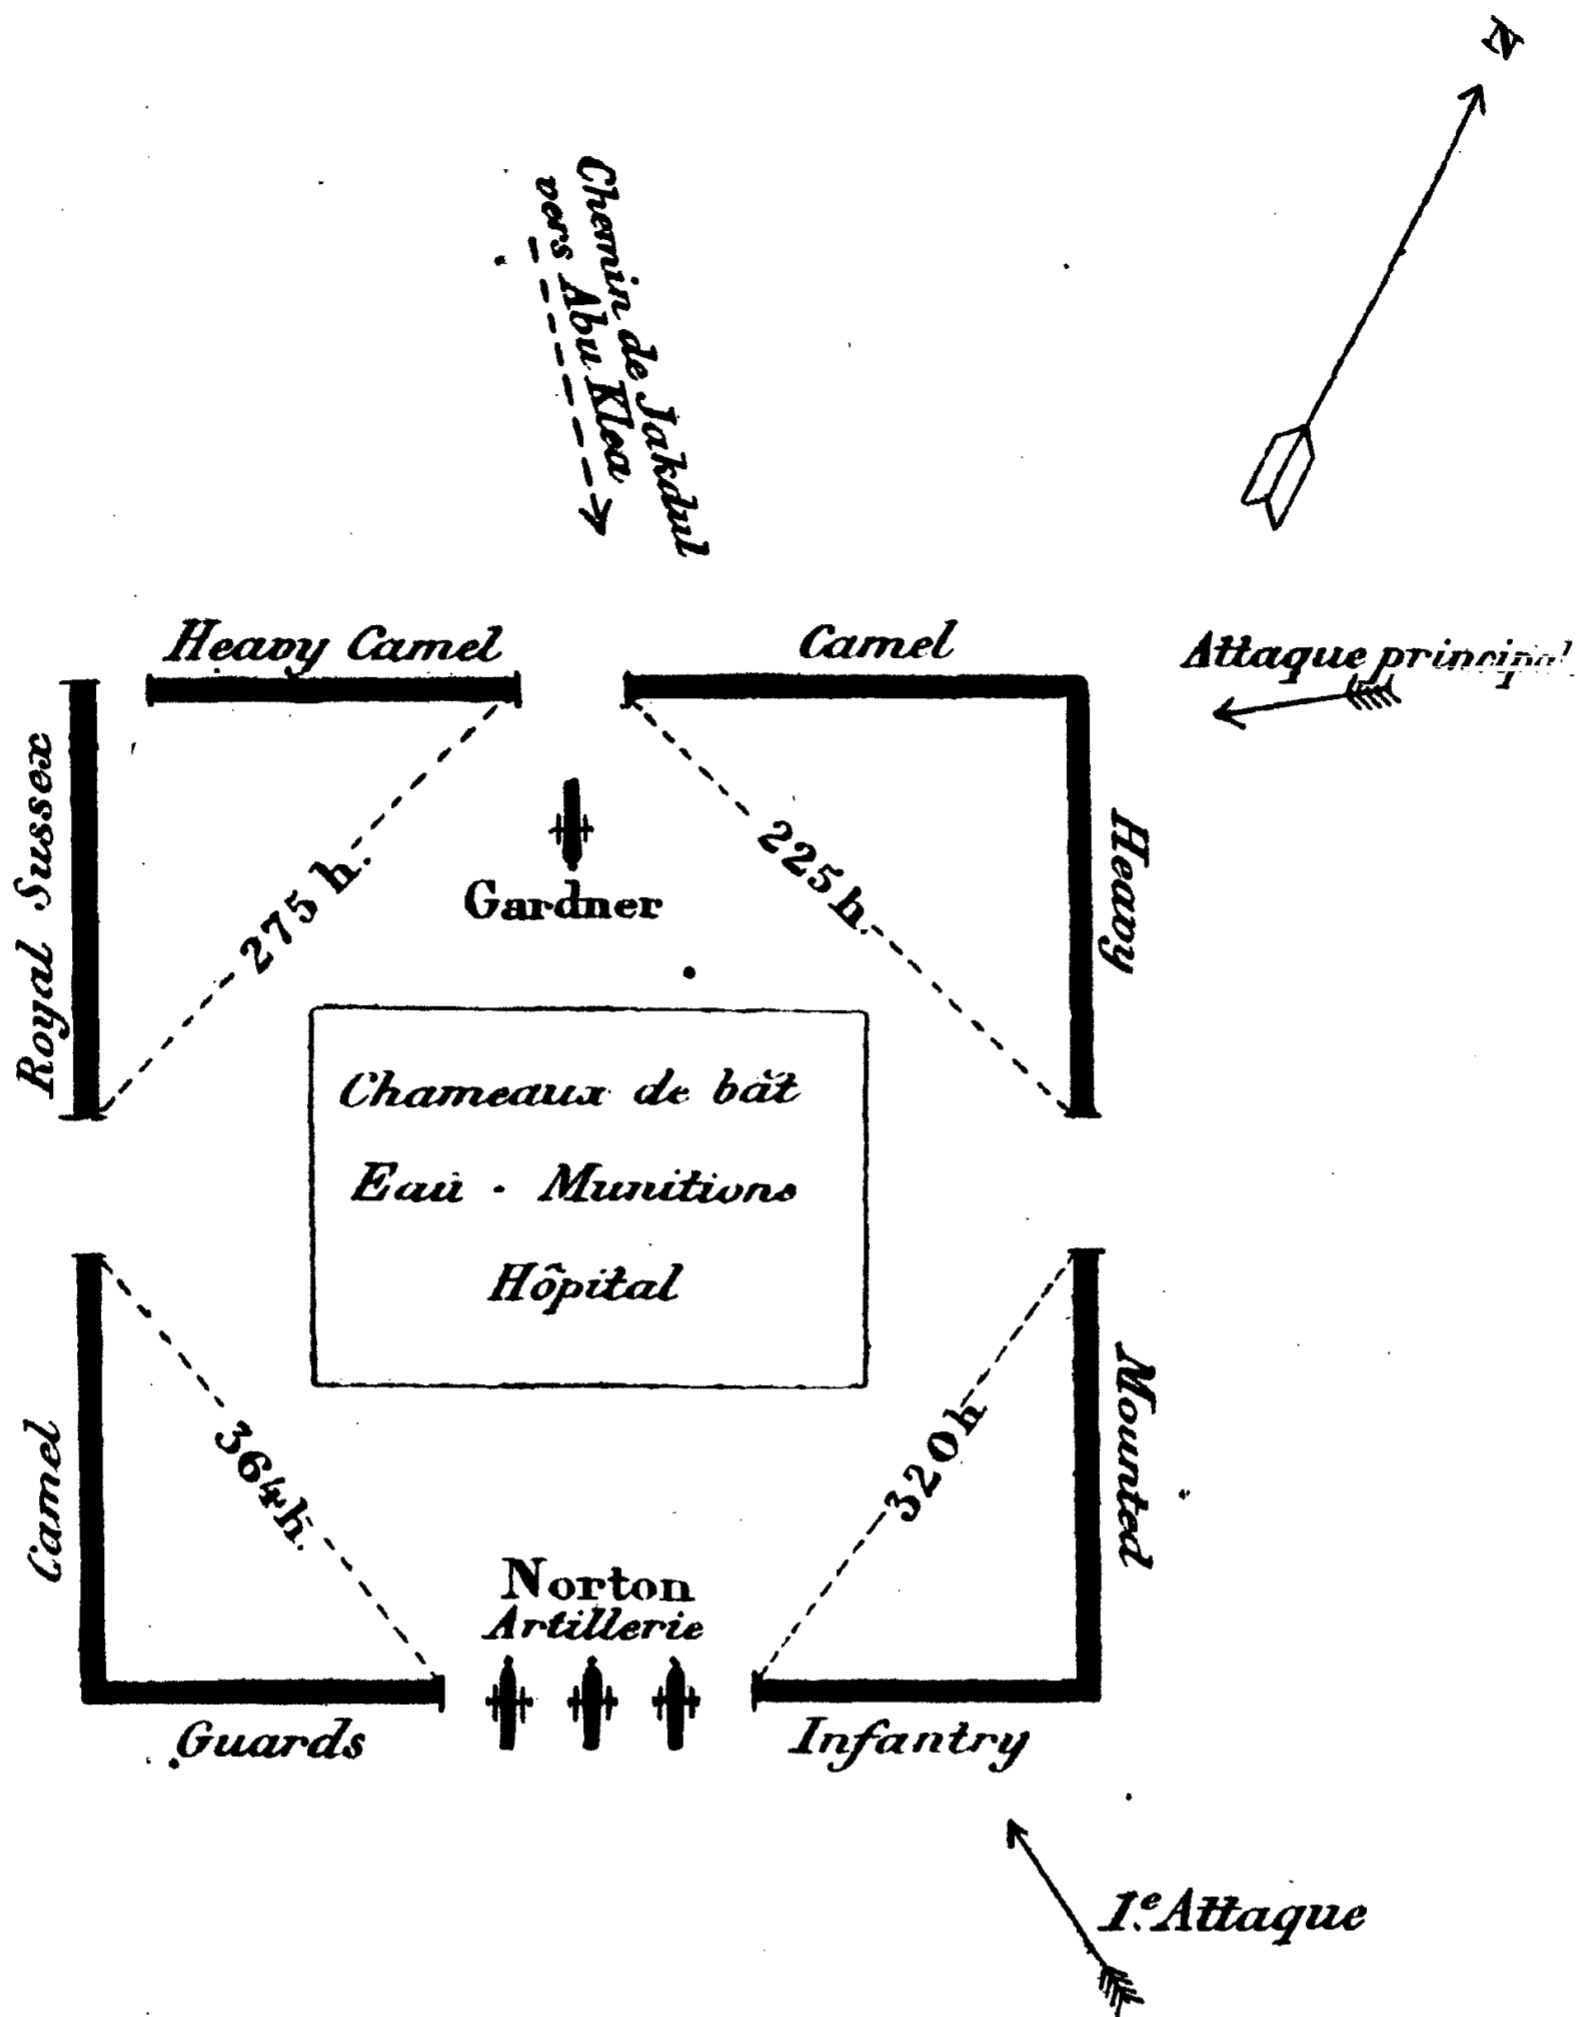 N
Chemin de Jakdul
vers Abu Klea
Heavy Camel
Camel
Attaque principal
Royal Sussex
275 h.
Gardner
225 h.
Heavy
Chameaux de bât
Eau - Munitions
Hôpital
Camel
364 h.
320 h
Mounted
Norton
Artillerie
Guards
Infantry
1.e Attaque